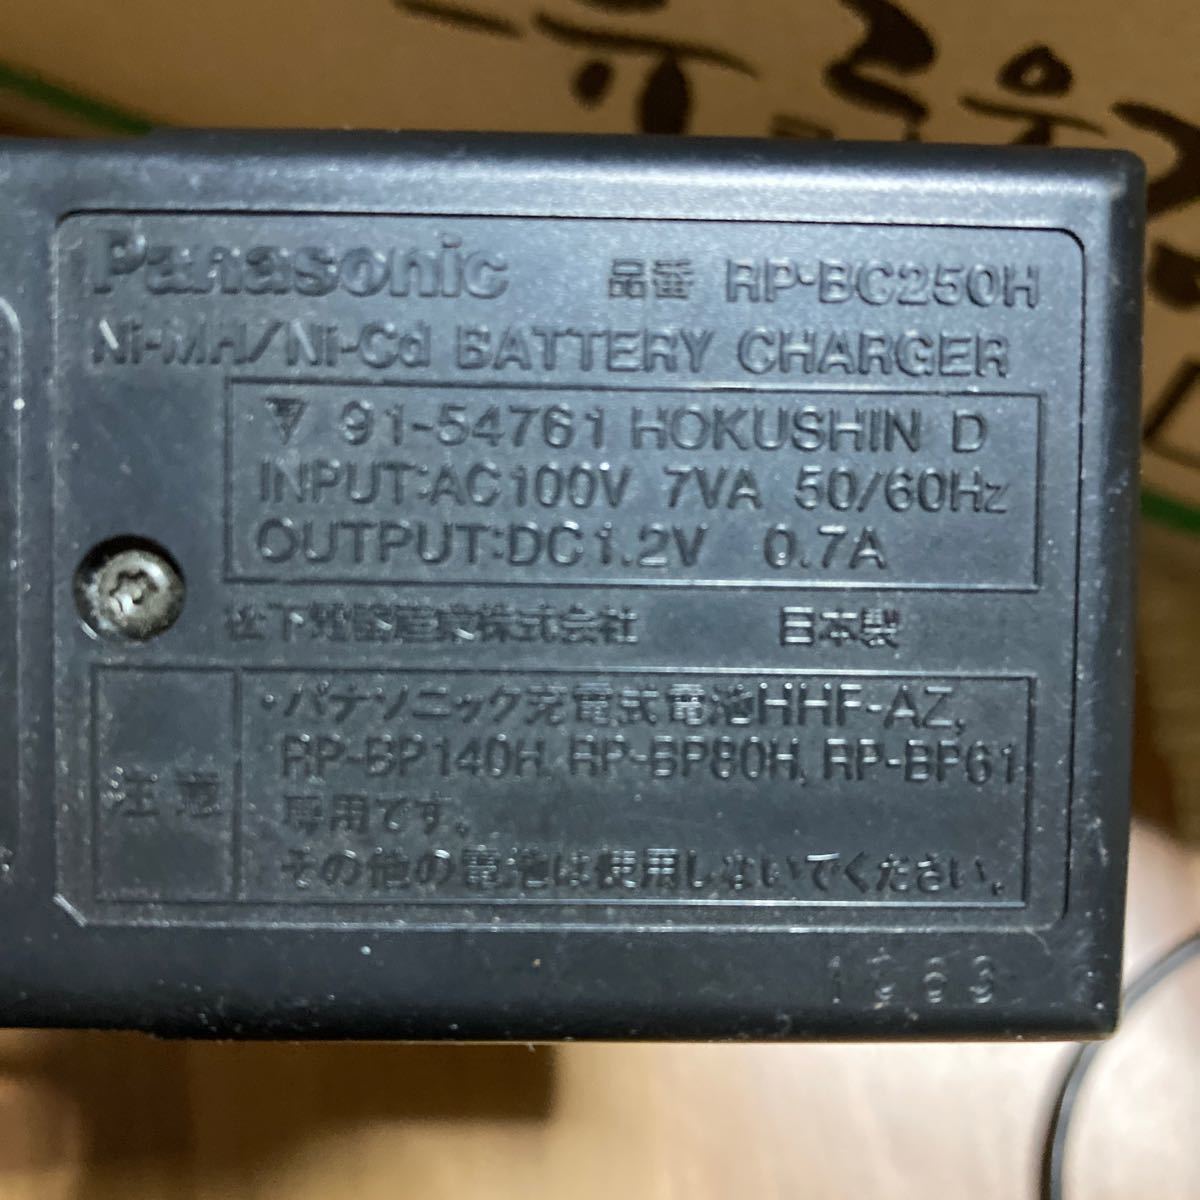 Panasonic 品番 RP-BC250H
Ni-MH/Ni-Cd BATTERY CHARGER
91-54761 HOKUSHIN D
INPUT:AC100V 7VA 50/60Hz
OUTPUT:DC1.2V 0.7A
松下電器産業株式会社 日本製
注意
・パナソニック充電式電池HHF-AZ,
RP-BP140H, RP-BP80H, RP-BP61
専用です。
その他の電池は使用しないでください。